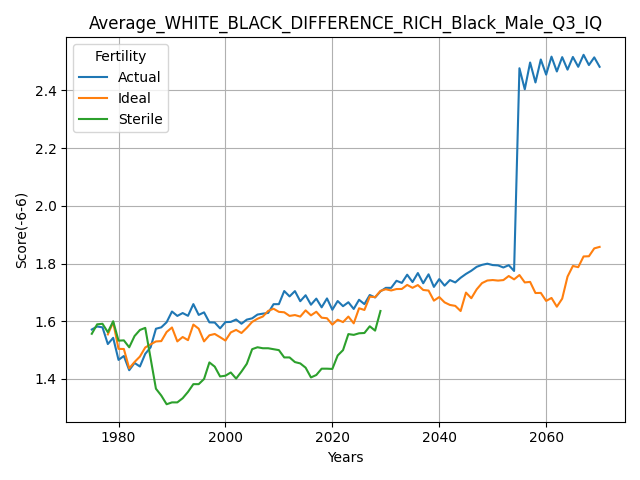 Average_WHITE_BLACK_DIFFERENCE_RICH_Black_Male_Q3_IQ
Fertility
Actual
Ideal
Sterile
Score(-6-6)
2.4
2.2
2.0
1.8
1.6
1.4
1980
2000
2020
2040
2060
Years